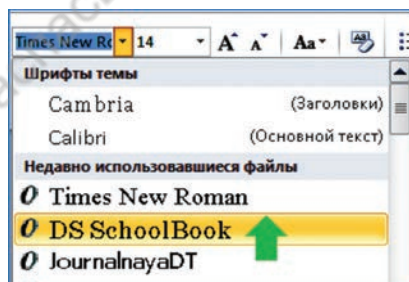 Times New Ro 14 A A Aa
Шрифты темы
Cambria (Заголовки)
Calibri (Основной текст)
Недавно использовавшиеся файлы
O Times New Roman
O DS SchoolBook
O JournalnayaDT